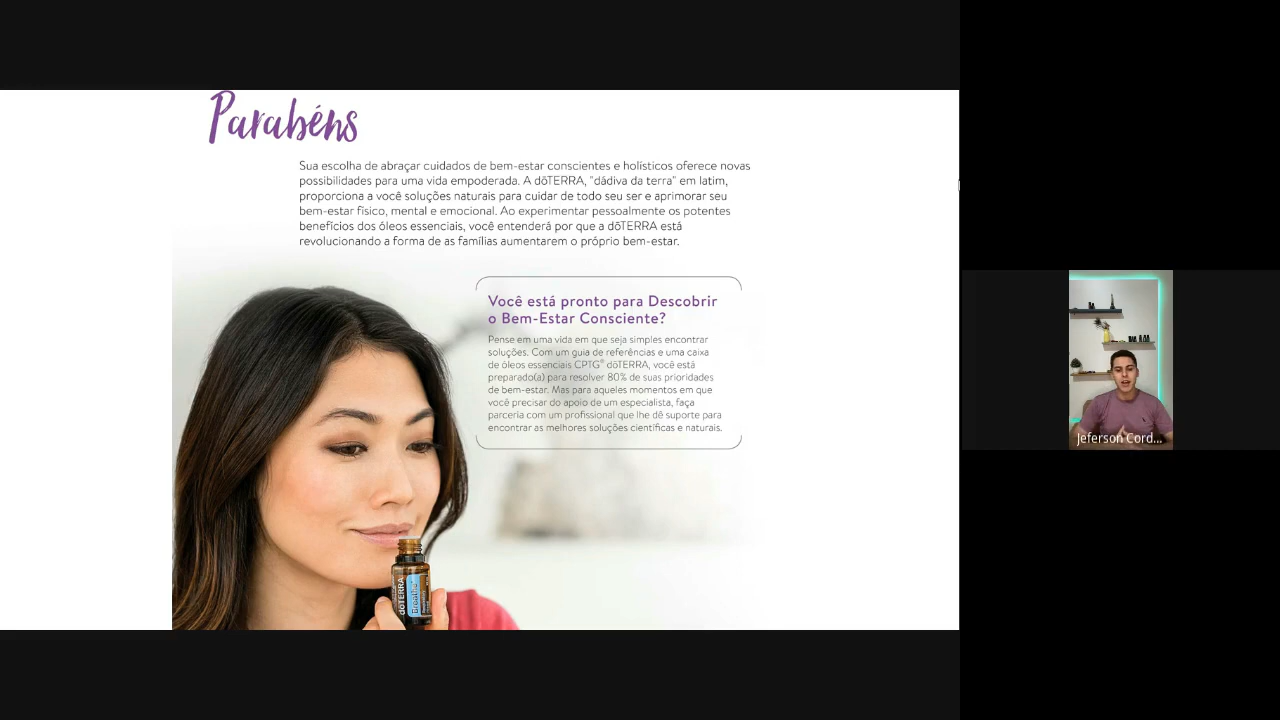 Parabéns
Sua escolha de abraçar cuidados de bem-estar conscientes e holísticos oferece novas
possibilidades para uma vida empoderada. A dōTERRA, "dádiva da terra" em latim,
proporciona a você soluções naturais para cuidar de todo seu ser e aprimorar seu
bem-estar físico, mental e emocional. Ao experimentar pessoalmente os potentes
benefícios dos óleos essenciais, você entenderá por que a dōTERRA está
revolucionando a forma de as famílias aumentarem o próprio bem-estar.
Você está pronto para Descobrir
o Bem-Estar Consciente?
Pense em uma vida em que seja simples encontrar
soluções. Com um guia de referências e uma caixa
de óleos essenciais CPTG® dōTERRA, você está
preparado(a) para resolver 80% de suas prioridades
de bem-estar. Mas para aqueles momentos em que
você precisar do apoio de um especialista, faça
parceria com um profissional que lhe dê suporte para
encontrar as melhores soluções científicas e naturais.
dōTERRA
Breathe
Jeferson Cord...